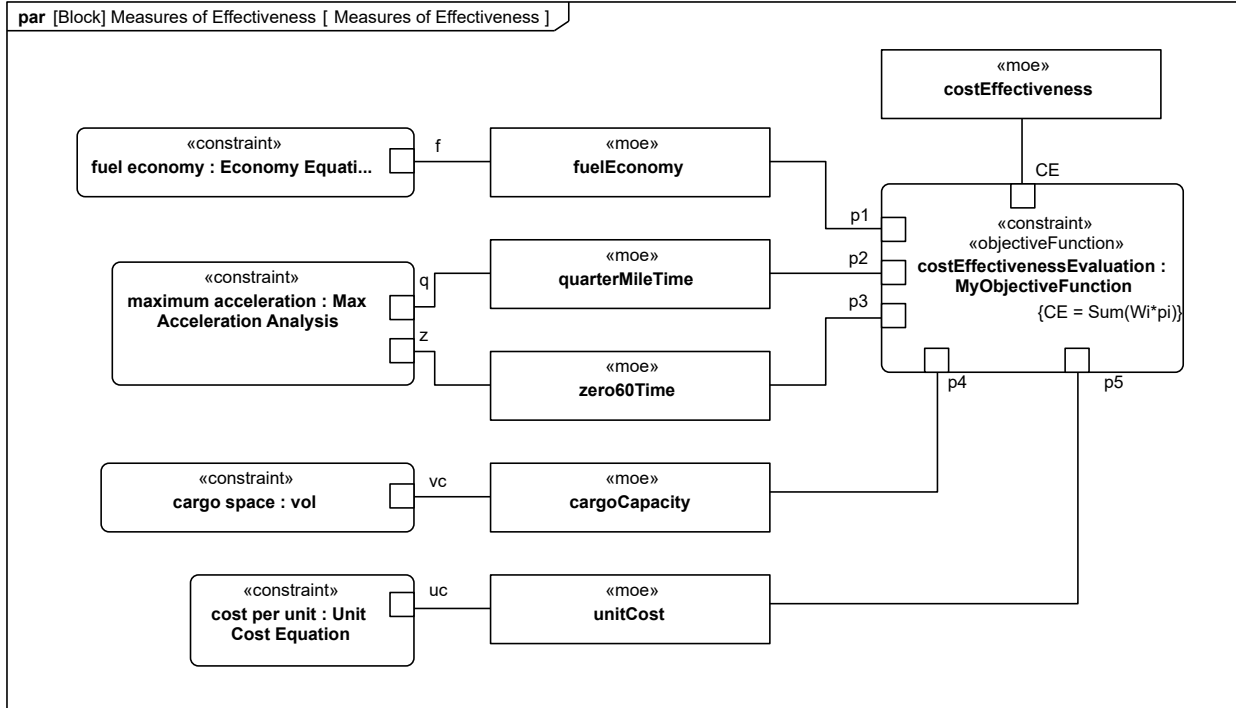 par [Block] Measures of Effectiveness [ Measures of Effectiveness ]
«moe»
costEffectiveness
CE
«constraint»
fuel economy : Economy Equati...
f
«moe»
fuelEconomy
p1
«constraint»
«objectiveFunction»
costEffectivenessEvaluation :
MyObjectiveFunction
{CE = Sum(Wi*pi)}
«constraint»
maximum acceleration : Max
Acceleration Analysis
q
z
«moe»
quarterMileTime
p2
p3
«moe»
zero60Time
p4
p5
«constraint»
cargo space : vol
vc
«moe»
cargoCapacity
«constraint»
cost per unit : Unit
Cost Equation
uc
«moe»
unitCost